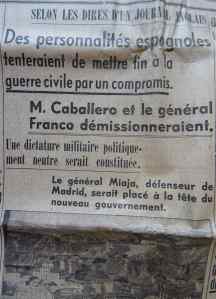 SELON LES DIRES D'UN JOURNAL ANGLAIS
Des personnalités espagnoles
tenteraient de mettre fin à la
guerre civile par un compromis.
M. Caballero et le général
Franco démissionneraient,
Une dictature militaire politique-
ment neutre serait constituée.
Le général Miaja, défenseur de
Madrid, serait placé à la tête du
nouveau gouvernement.